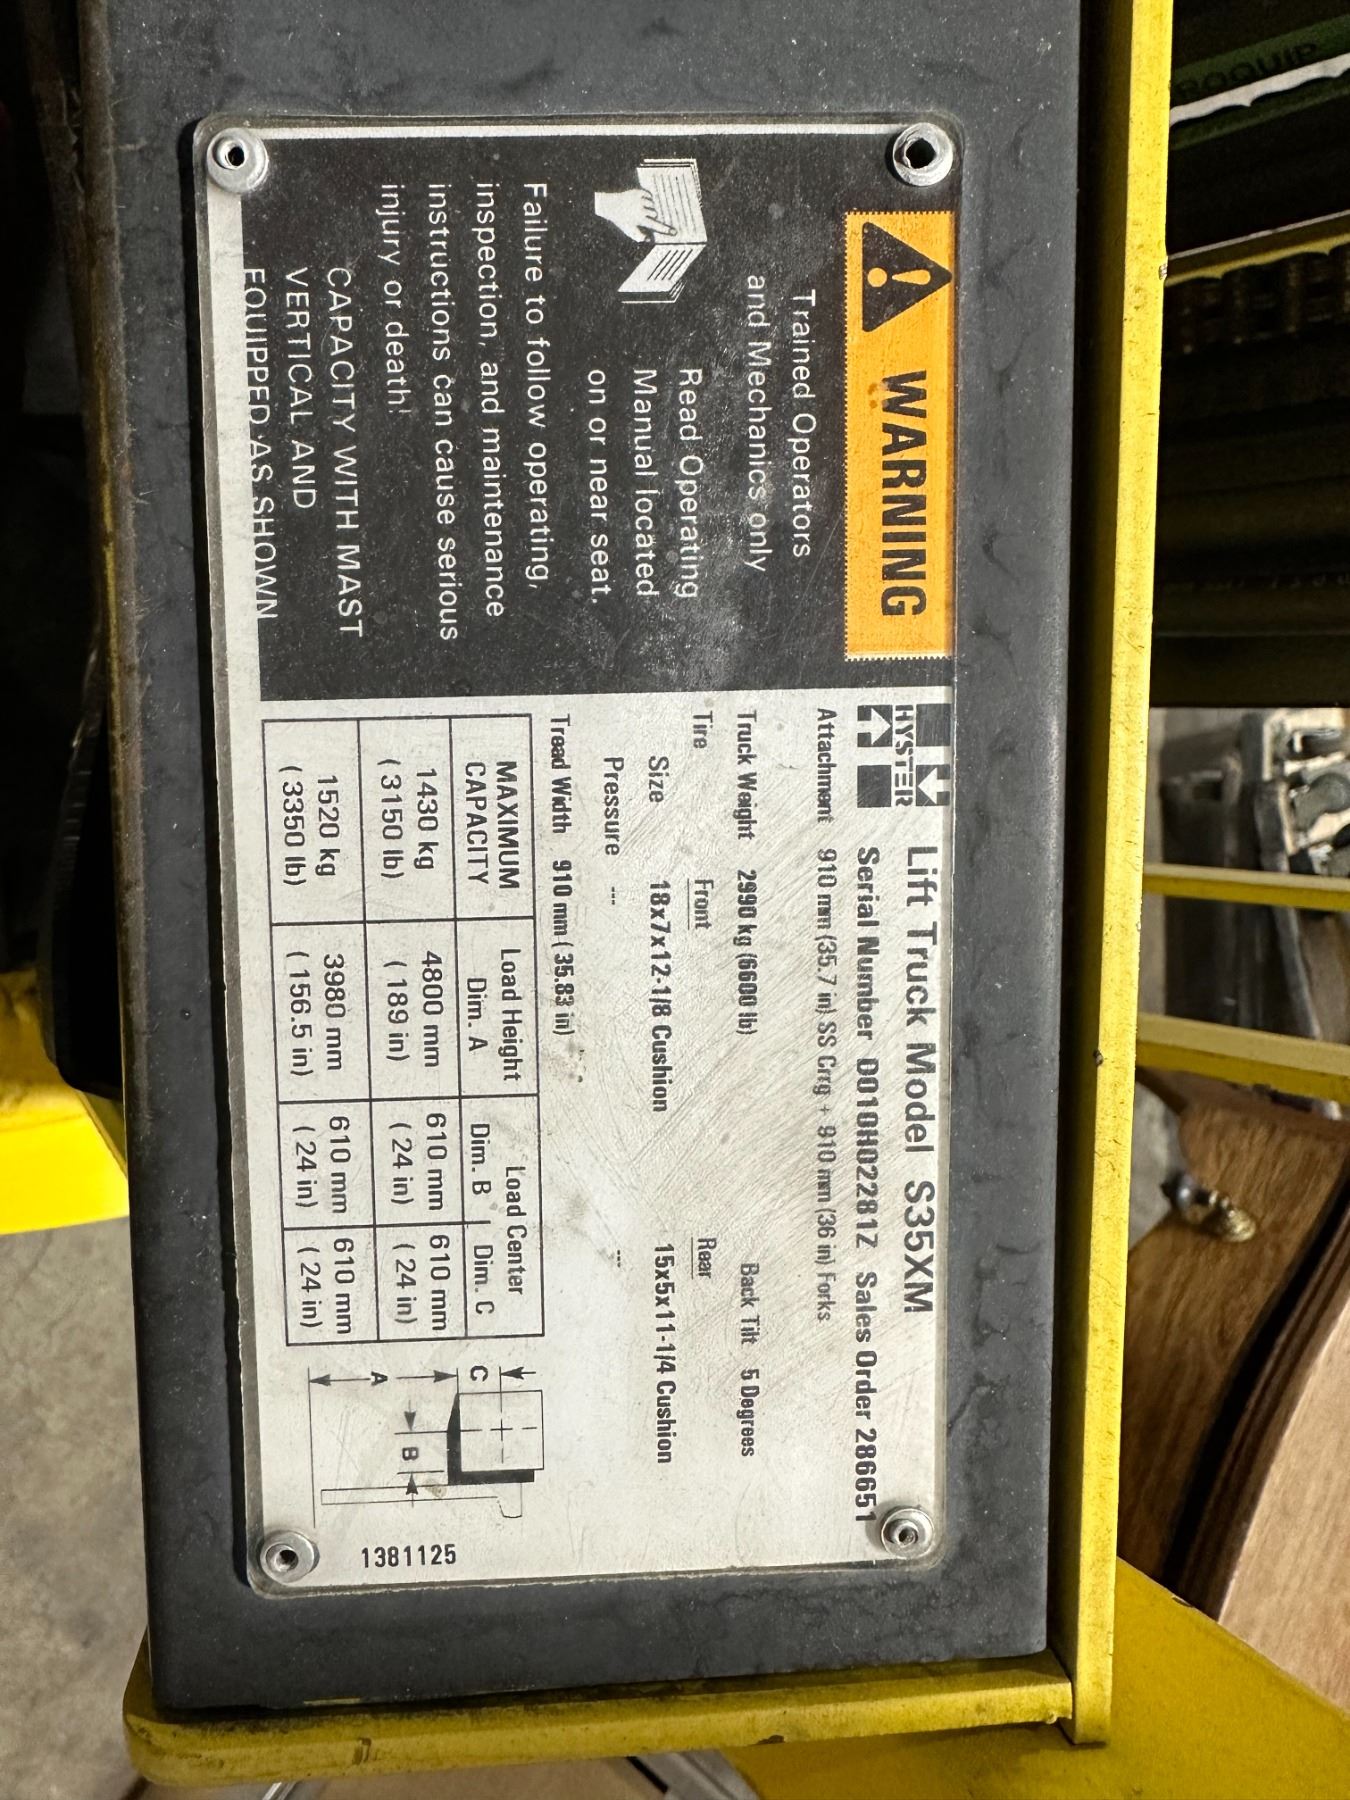 WARNING
Trained Operators
and Mechanics only
Read Operating
Manual located
on or near seat.
Failure to follow operating,
inspection, and maintenance
instructions can cause serious
injury or death!
CAPACITY WITH MAST
VERTICAL AND
EQUIPPED AS SHOWN
HYSTER
Lift Truck Model S35XM
Serial Number D010H02281Z Sales Order 286651
Attachment 910 mm (35.7 in) SS Crrg + 910 mm (36 in) Forks
Truck Weight 2990 kg (6600 lb) Back Tilt 5 Degrees
Tire Front Rear
Size 18x7x12-1/8 Cushion 15x5x11-1/4 Cushion
Pressure --- ---
Tread Width 910 mm ( 35.83 in)
MAXIMUM Load Height Load Center
CAPACITY Dim. A Dim. B Dim. C
1430 kg 4800 mm 610 mm 610 mm
( 3150 lb) ( 189 in) ( 24 in) ( 24 in)
1520 kg 3980 mm 610 mm 610 mm
( 3350 lb) ( 156.5 in) ( 24 in) ( 24 in)
C
A
B
1381125